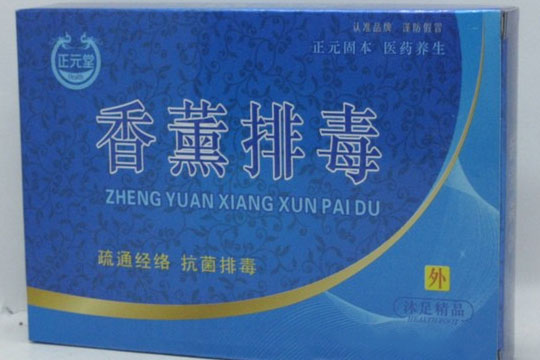 正元堂
认准品牌 谨防假冒
正元固本 医药养生
香薰排毒
ZHENG YUAN XIANG XUN PAI DU
疏通经络 抗菌排毒
外
沐足精品